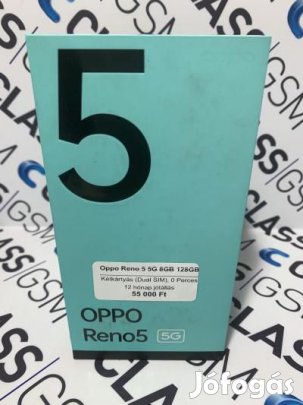 5
Oppo Reno 5 5G 8GB 128GB
Kétkártyás (Dual SIM), 0 Perces
12 hónap jótállás
55 000 Ft
OPPO
Reno5 5G
CLASS GSM
Jófogás